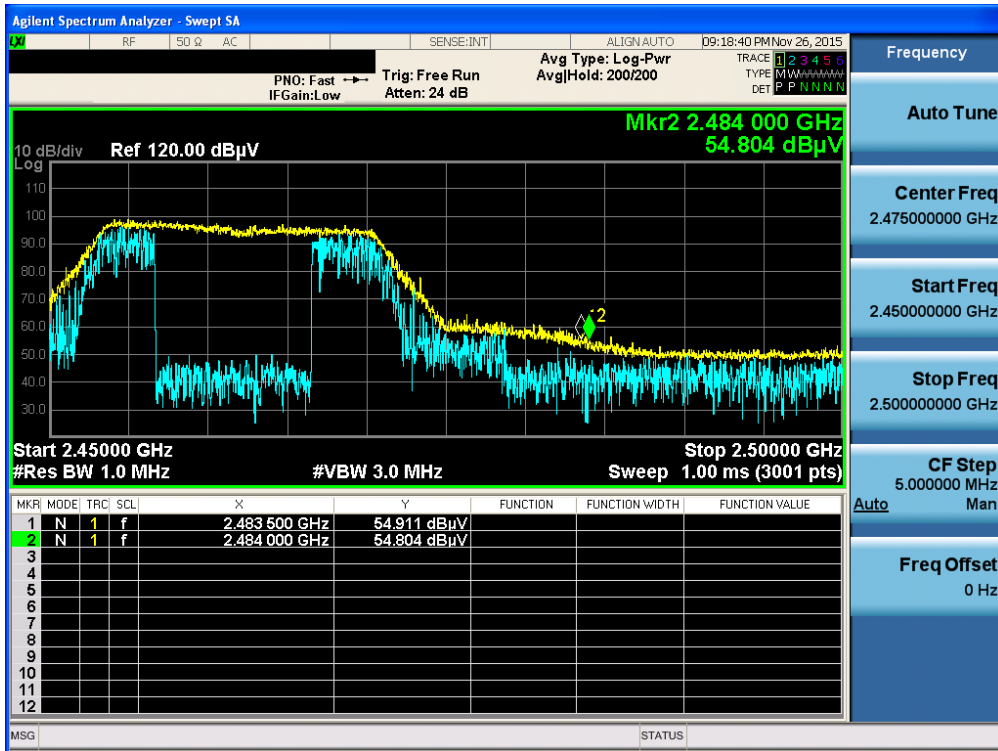 Agilent Spectrum Analyzer - Swept SA
LXI RF 50 Ω AC SENSE:INT ALIGN AUTO 09:18:40 PM Nov 26, 2015
Frequency
PNO: Fast Trig: Free Run Avg Type: Log-Pwr TRACE 1 2 3 4 5 6
IFGain:Low Atten: 24 dB Avg|Hold: 200/200 TYPE M W
DET P P N N N N
Auto Tune
Mkr2 2.484 000 GHz
54.804 dBµV
10 dB/div Ref 120.00 dBµV
Log
110
100
90.0
80.0
70.0
60.0
50.0
40.0
30.0
2
Start 2.45000 GHz Stop 2.50000 GHz
#Res BW 1.0 MHz #VBW 3.0 MHz Sweep 1.00 ms (3001 pts)
Center Freq
2.475000000 GHz
Start Freq
2.450000000 GHz
Stop Freq
2.500000000 GHz
CF Step
5.000000 MHz
Auto Man
Freq Offset
0 Hz
MKR MODE TRC SCL X Y FUNCTION FUNCTION WIDTH FUNCTION VALUE
1 N 1 f 2.483 500 GHz 54.911 dBµV
2 N 1 f 2.484 000 GHz 54.804 dBµV
3
4
5
6
7
8
9
10
11
12
MSG STATUS